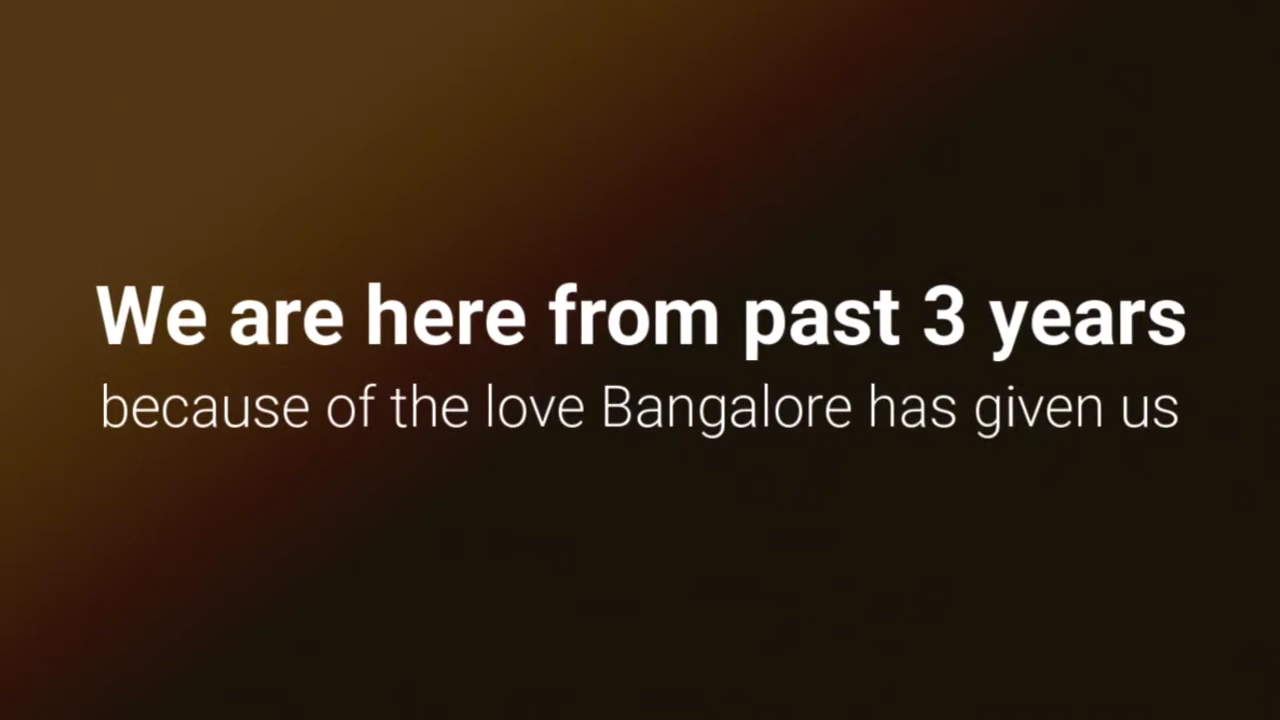 We are here from past 3 years
because of the love Bangalore has given us